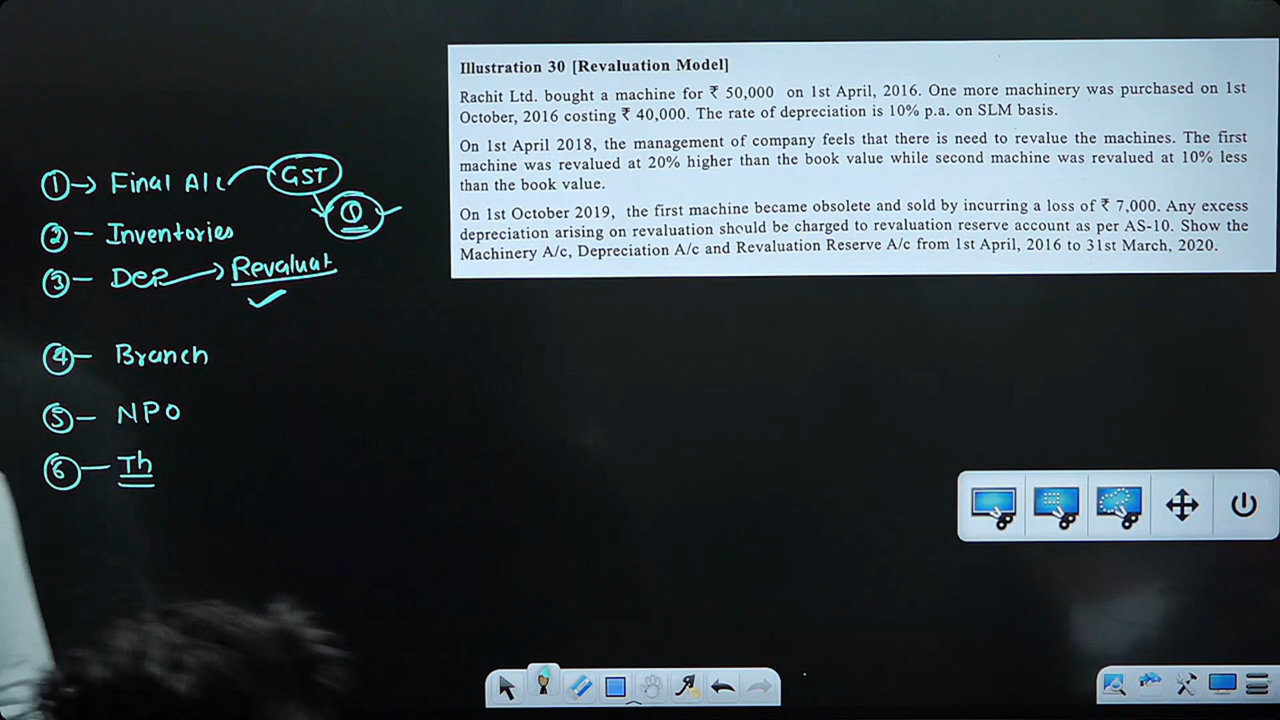 Illustration 30 [Revaluation Model]
Rachit Ltd. bought a machine for ₹ 50,000 on 1st April, 2016. One more machinery was purchased on 1st
October, 2016 costing ₹ 40,000. The rate of depreciation is 10% p.a. on SLM basis.
On 1st April 2018, the management of company feels that there is need to revalue the machines. The first
machine was revalued at 20% higher than the book value while second machine was revalued at 10% less
than the book value.
On 1st October 2019, the first machine became obsolete and sold by incurring a loss of ₹ 7,000. Any excess
depreciation arising on revaluation should be charged to revaluation reserve account as per AS-10. Show the
Machinery A/c, Depreciation A/c and Revaluation Reserve A/c from 1st April, 2016 to 31st March, 2020.
① → Final A/c GST
①
② - Inventories
③ - Dep → Revaluat
④ - Branch
⑤ - NPO
⑥ - Th